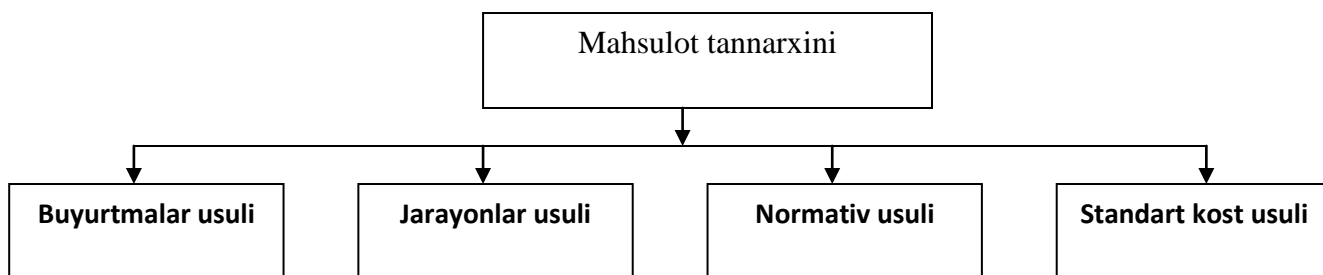 Mahsulot tannarxini
Buyurtmalar usuli
Jarayonlar usuli
Normativ usuli
Standart kost usuli